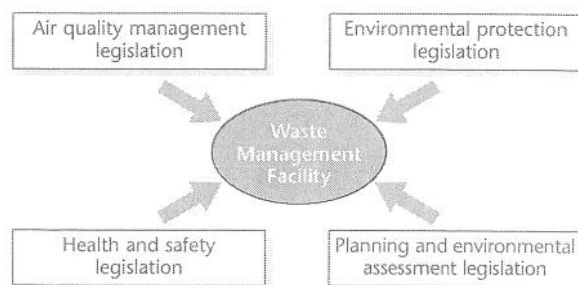 Air quality management
legislation
Environmental protection
legislation
Waste
Management
Facility
Health and safety
legislation
Planning and environmental
assessment legislation